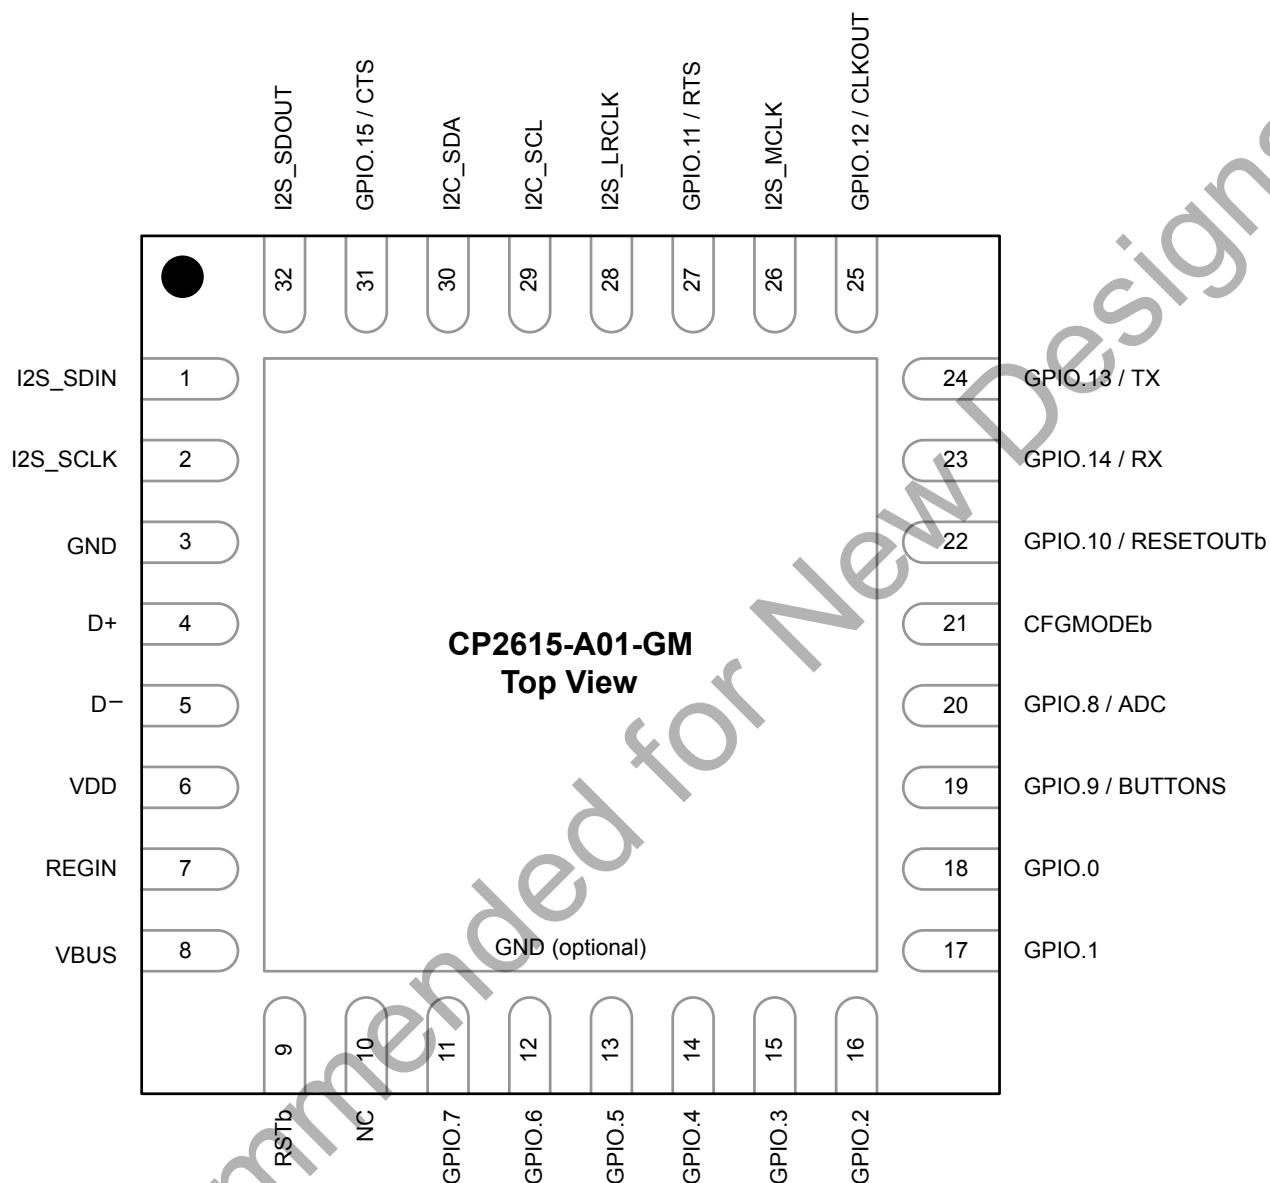 I2S_SDOUT
GPIO.15 / CTS
I2C_SDA
I2C_SCL
I2S_LRCLK
GPIO.11 / RTS
I2S_MCLK
GPIO.12 / CLKOUT
32
31
30
29
28
27
26
25
I2S_SDIN
1
24
GPIO.13 / TX
I2S_SCLK
2
23
GPIO.14 / RX
GND
3
22
GPIO.10 / RESETOUTb
D+
4
21
CFGMODEb
D−
5
20
GPIO.8 / ADC
VDD
6
19
GPIO.9 / BUTTONS
REGIN
7
18
GPIO.0
VBUS
8
17
GPIO.1
CP2615-A01-GM
Top View
GND (optional)
9
10
11
12
13
14
15
16
RSTb
NC
GPIO.7
GPIO.6
GPIO.5
GPIO.4
GPIO.3
GPIO.2
mmended for New Designs